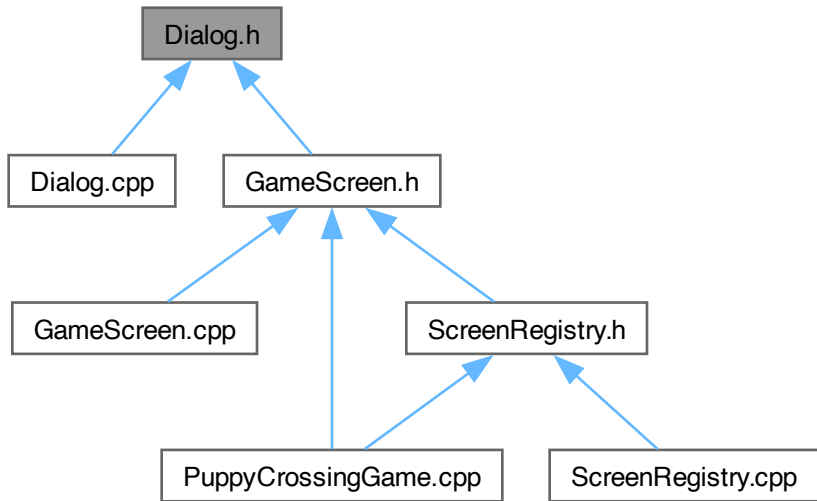 Dialog.h
Dialog.cpp
GameScreen.h
GameScreen.cpp
ScreenRegistry.h
PuppyCrossingGame.cpp
ScreenRegistry.cpp